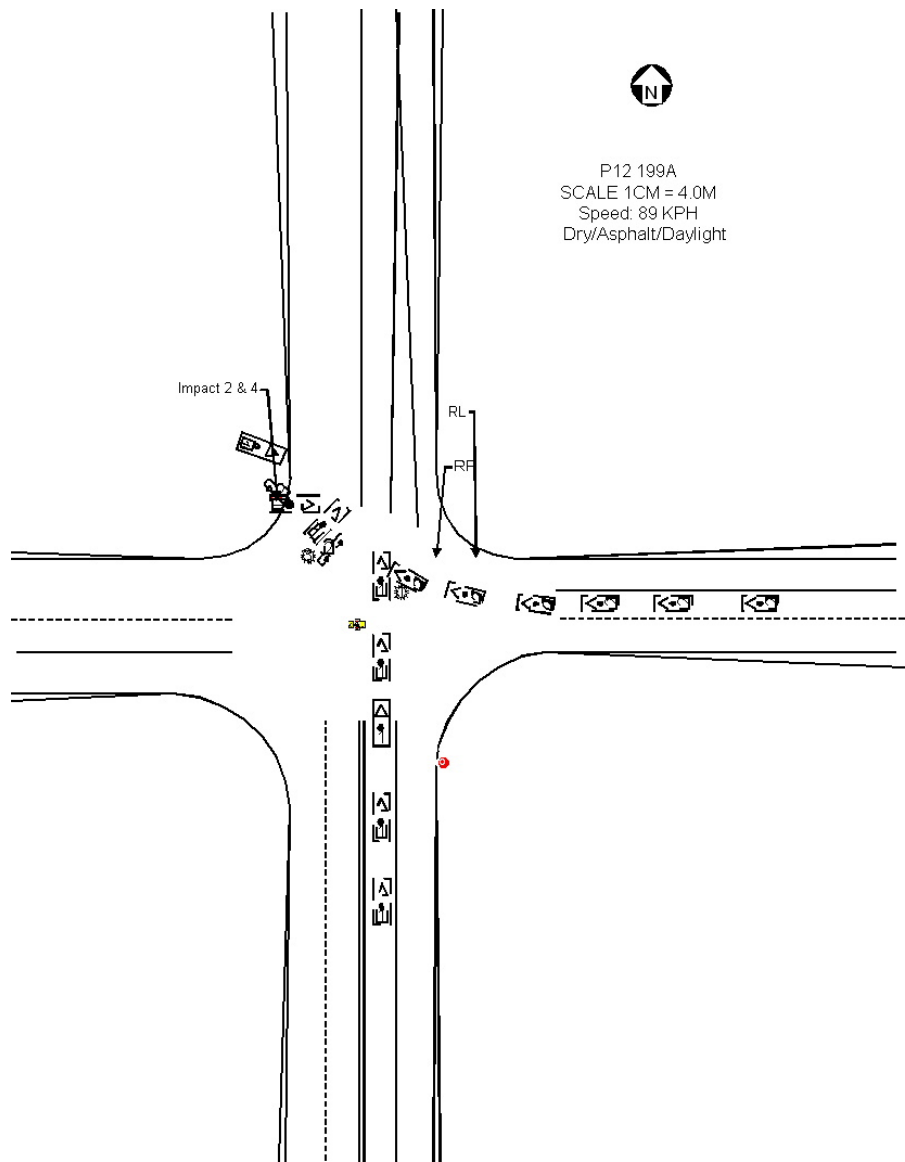 N
P12 199A
SCALE 1CM = 4.0M
Speed: 89 KPH
Dry/Asphalt/Daylight
Impact 2 & 4
RL
RF